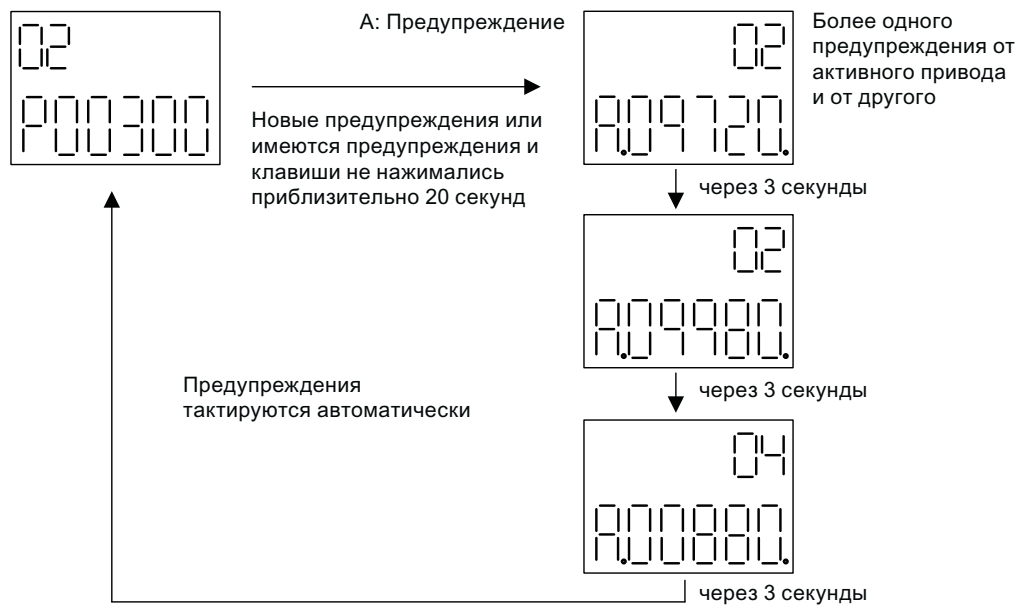 02
P00300
А: Предупреждение
Новые предупреждения или
имеются предупреждения и
клавиши не нажимались
приблизительно 20 секунд
02
A.09720.
Более одного
предупреждения от
активного привода
и от другого
через 3 секунды
02
A.09980.
через 3 секунды
Предупреждения
тактируются автоматически
04
A.00880.
через 3 секунды